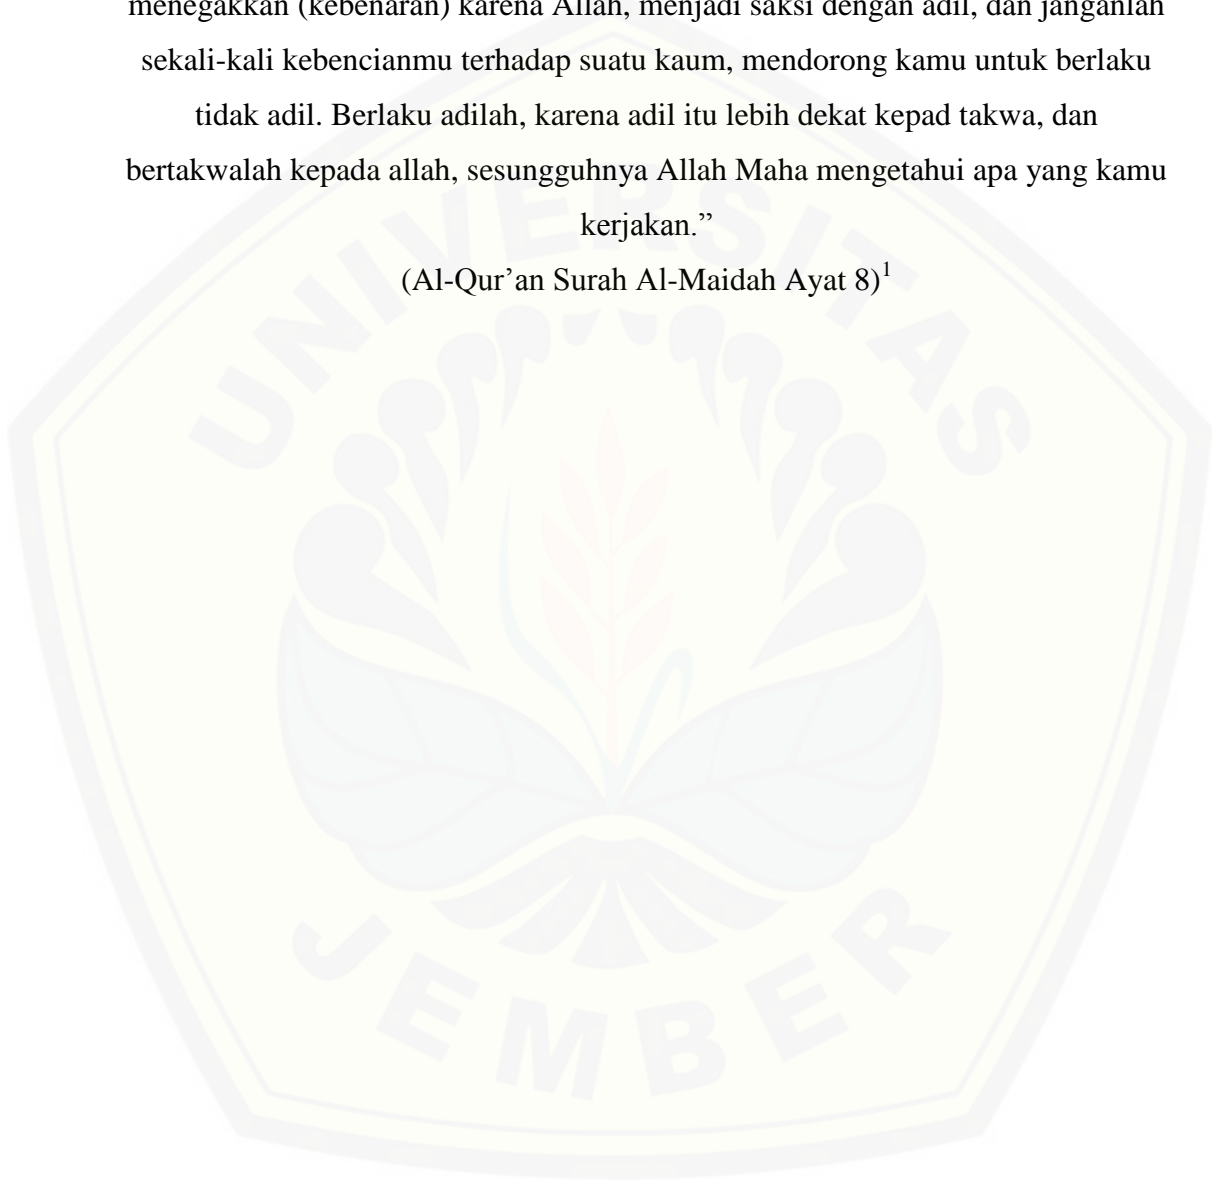 menegakkan (kebenaran) karena Allah, menjadi saksi dengan adil, dan janganlah
sekali-kali kebencianmu terhadap suatu kaum, mendorong kamu untuk berlaku
tidak adil. Berlaku adilah, karena adil itu lebih dekat kepad takwa, dan
bertakwalah kepada allah, sesungguhnya Allah Maha mengetahui apa yang kamu
kerjakan.”
(Al-Qur’an Surah Al-Maidah Ayat 8)1
UNIVERSITAS
JEMBER